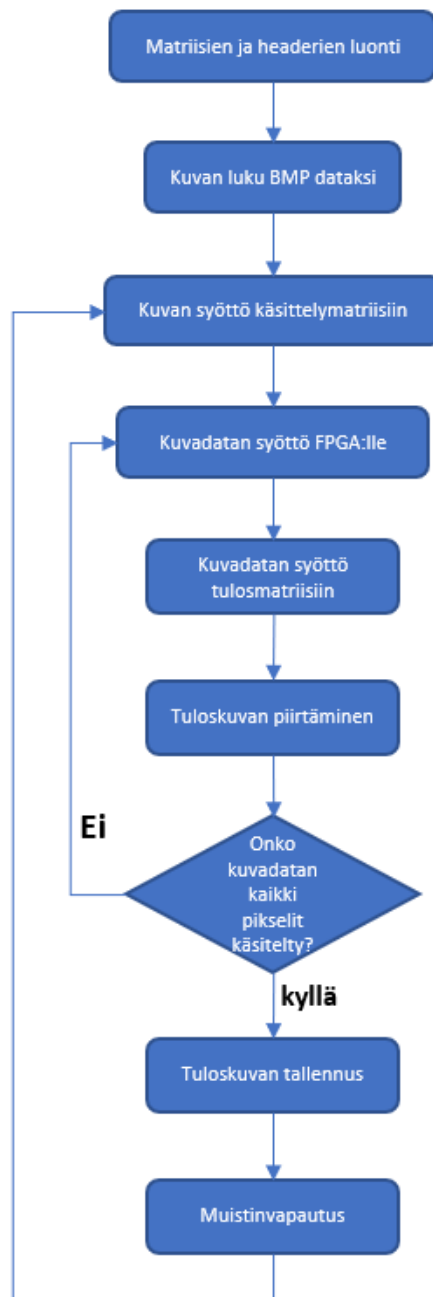 Matriisien ja headerien luonti
Kuvan luku BMP dataksi
Kuvan syöttö käsittelymatriisiin
Kuvadatan syöttö FPGA:lle
Kuvadatan syöttö
tulosmatriisiin
Tuloskuvan piirtäminen
Ei
Onko
kuvadatan
kaikki
pikselit
käsitelty?
kyllä
Tuloskuvan tallennus
Muistinvapautus